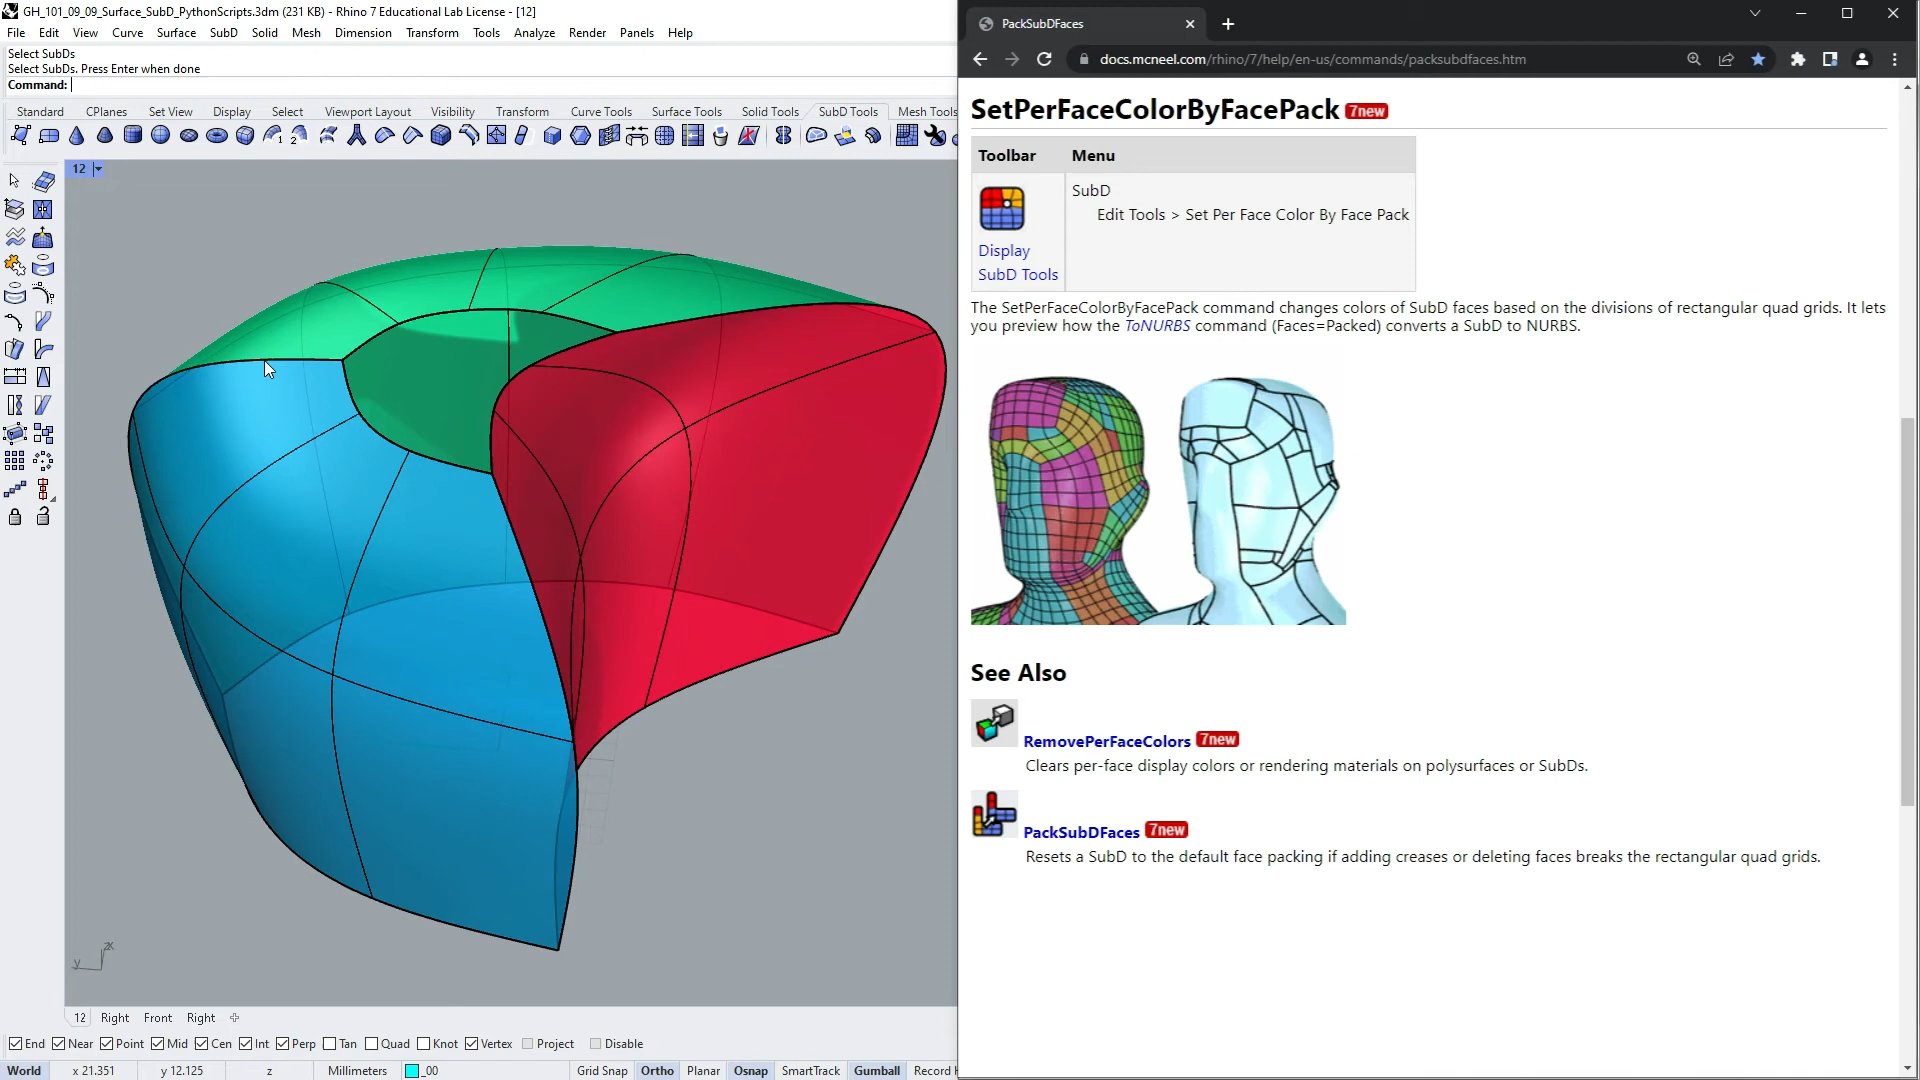 GH_101_09_09_Surface_SubD_PythonScripts.3dm (231 KB) - Rhino 7 Educational Lab License - [12]
File Edit View Curve Surface SubD Solid Mesh Dimension Transform Tools Analyze Render Panels Help
Select SubDs
Select SubDs. Press Enter when done
Command:
Standard CPlanes Set View Display Select Viewport Layout Visibility Transform Curve Tools Surface Tools Solid Tools SubD Tools Mesh Tools
12
y z x
12 Right Front Right
End Near Point Mid Cen Int Perp Tan Quad Knot Vertex Project Disable
World x 21.351 y 12.125 z Millimeters _00 Grid Snap Ortho Planar Osnap SmartTrack Gumball Record
PackSubDFaces
docs.mcneel.com/rhino/7/help/en-us/commands/packsubdfaces.htm
SetPerFaceColorByFacePack 7new
Toolbar Menu
SubD
Edit Tools > Set Per Face Color By Face Pack
Display
SubD Tools
The SetPerFaceColorByFacePack command changes colors of SubD faces based on the divisions of rectangular quad grids. It lets
you preview how the ToNURBS command (Faces=Packed) converts a SubD to NURBS.
See Also
RemovePerFaceColors 7new
Clears per-face display colors or rendering materials on polysurfaces or SubDs.
PackSubDFaces 7new
Resets a SubD to the default face packing if adding creases or deleting faces breaks the rectangular quad grids.